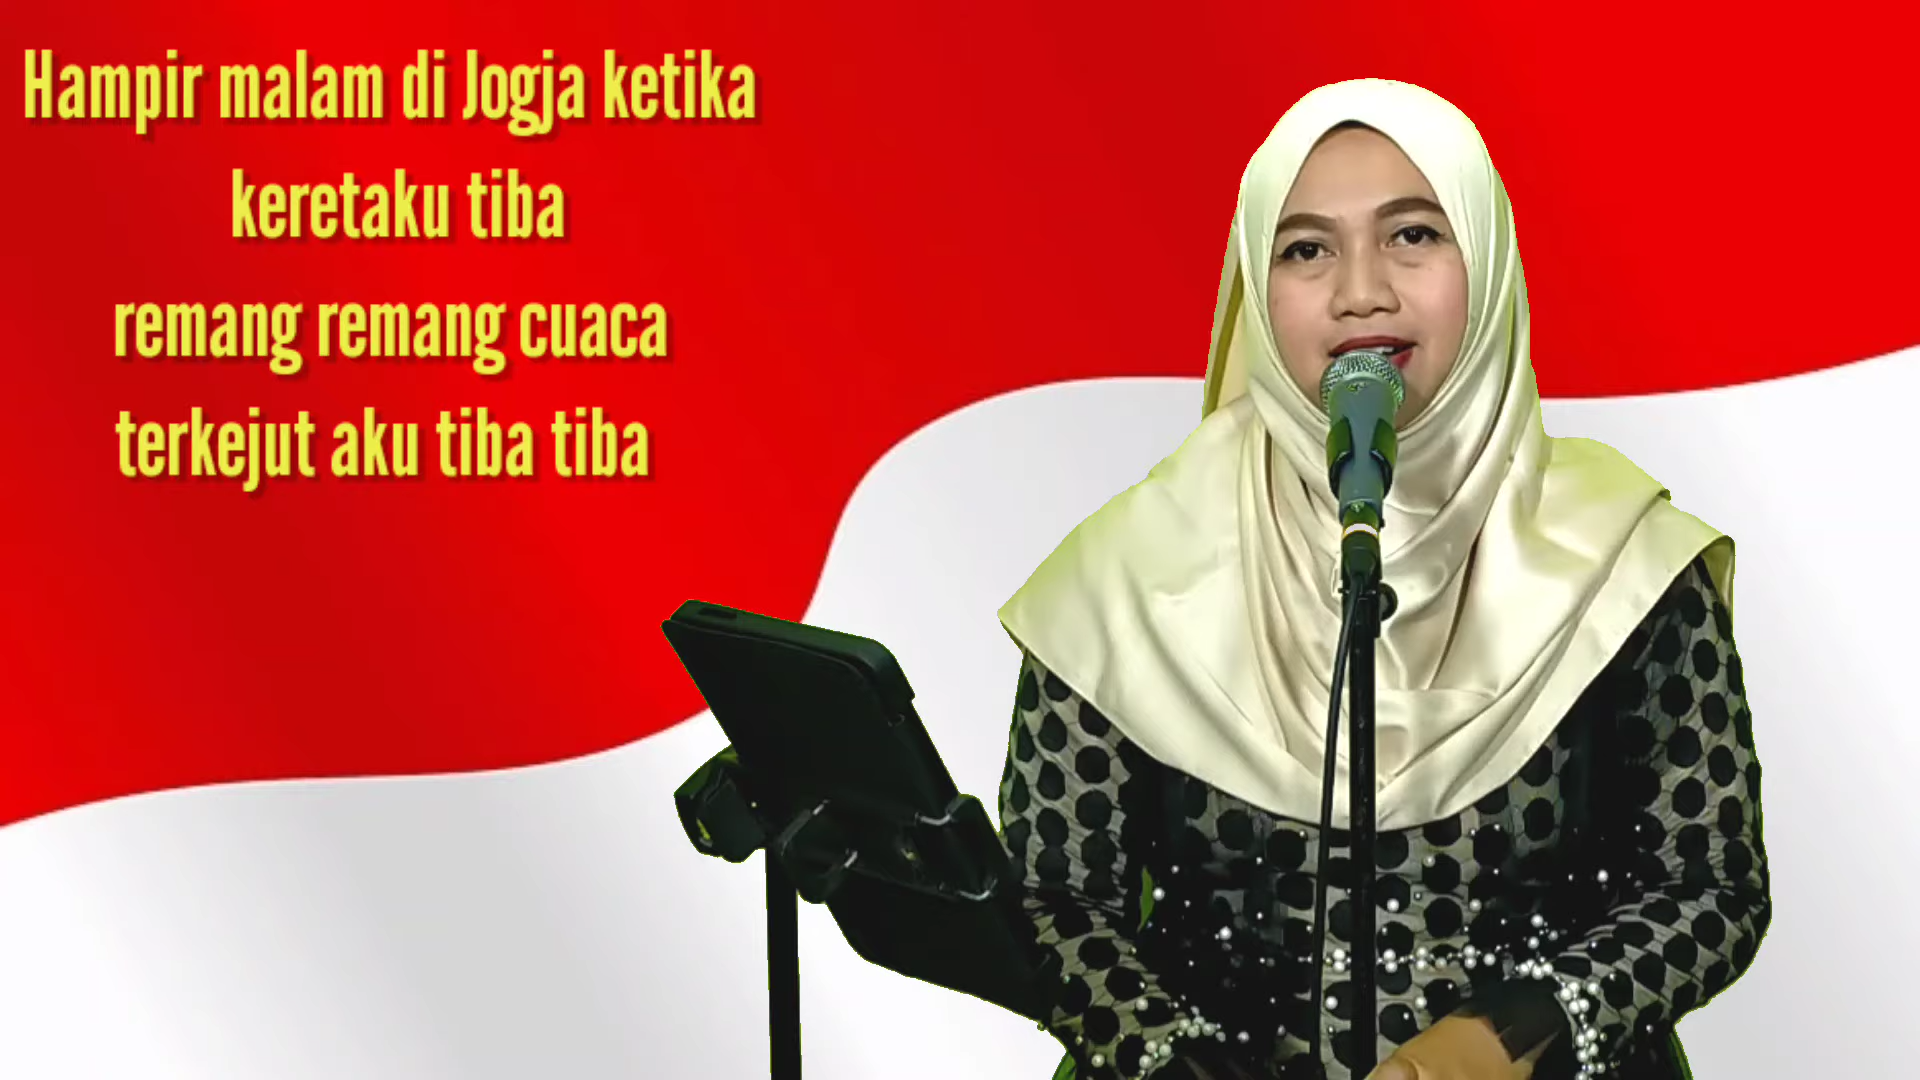 Hampir malam di Jogja ketika
keretaku tiba
remang remang cuaca
terkejut aku tiba tiba